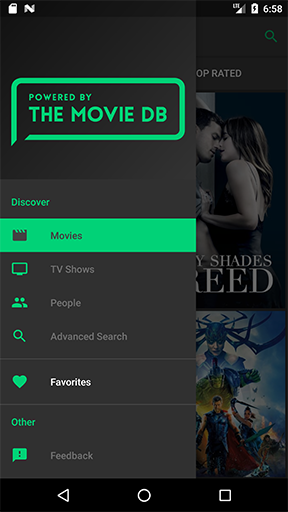 6:58
POWERED BY
THE MOVIE DB
OP RATED
Discover
Movies
TV Shows
People
Advanced Search
Favorites
Other
Feedback
Y SHADES
REED